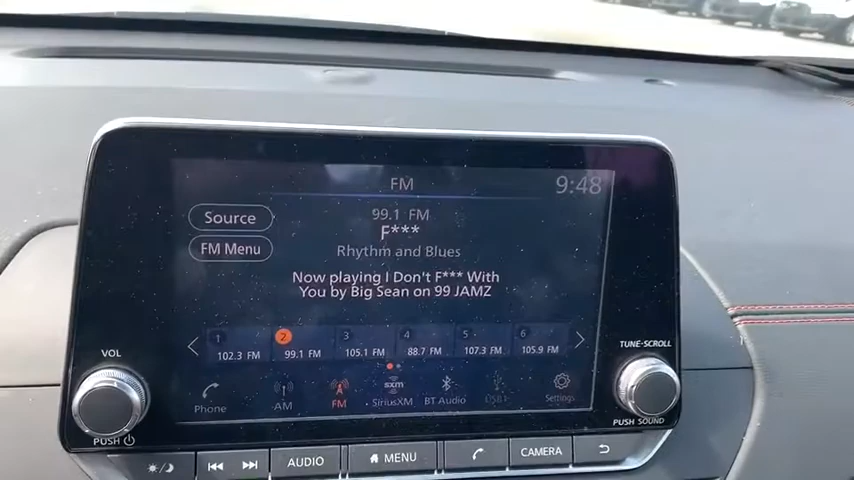 FM
9:48
Source
FM Menu
99.1 FM
F***
Rhythm and Blues
Now playing I Don't F*** With
You by Big Sean on 99 JAMZ
1 2 3 4 5 6
102.3 FM 99.1 FM 105.1 FM 88.7 FM 107.3 FM 105.9 FM
Phone AM FM sxm SiriusXM BT Audio USB1 Settings
VOL
PUSH
TUNE·SCROLL
PUSH SOUND
AUDIO MENU CAMERA